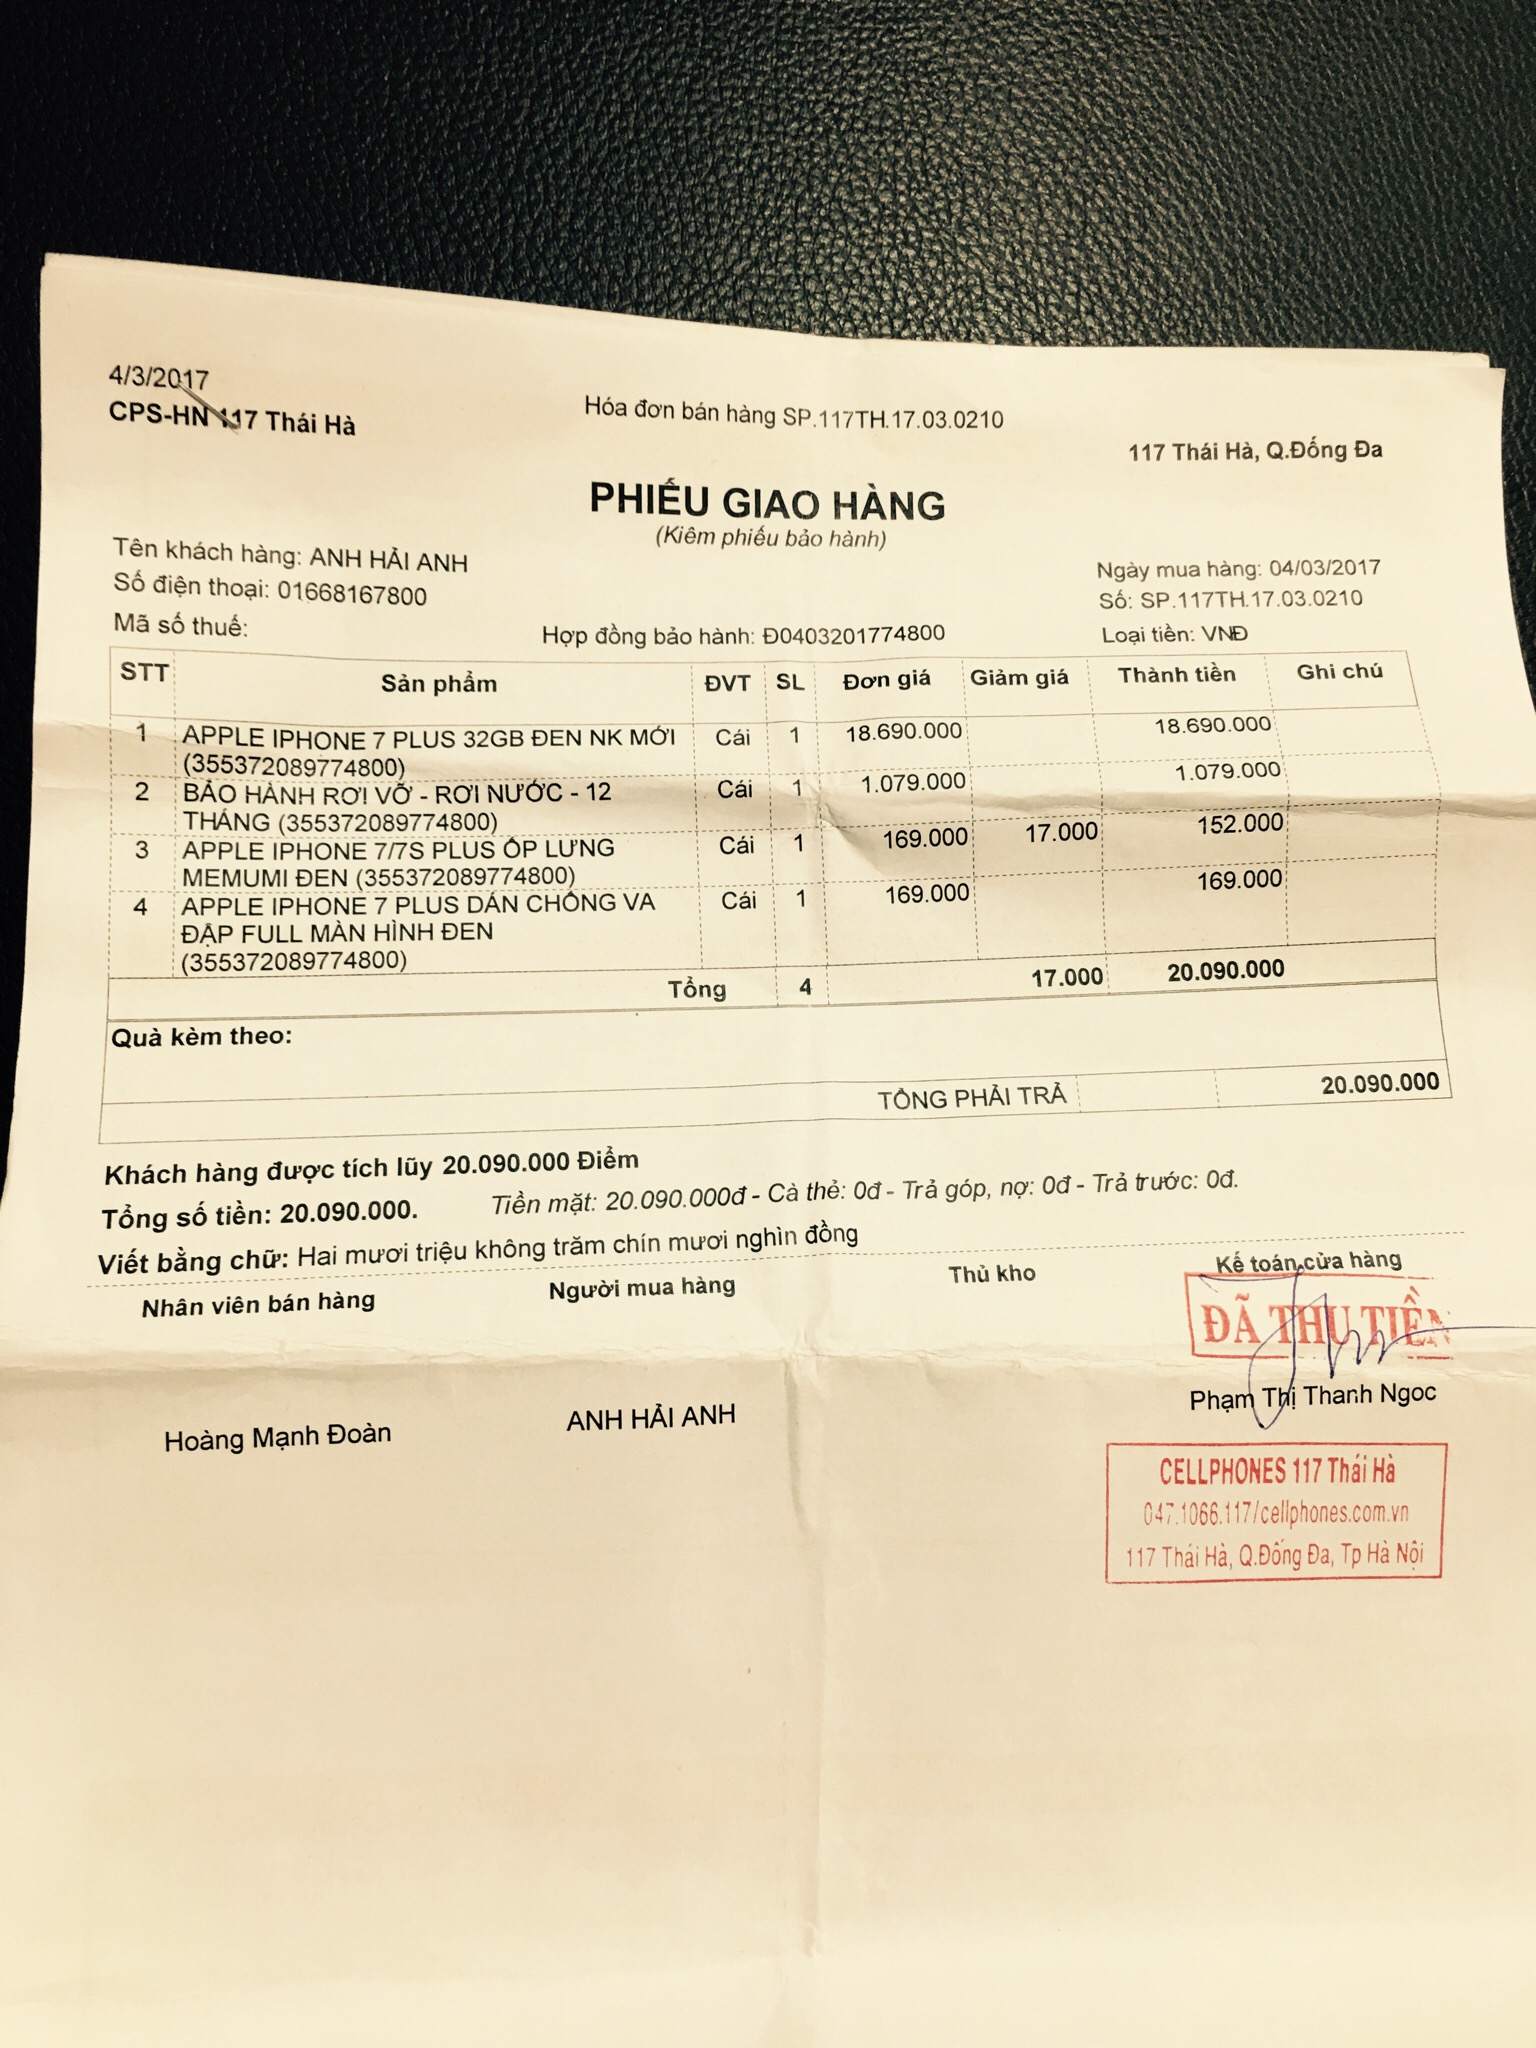 4/3/2017
CPS-HN 117 Thái Hà
Hóa đơn bán hàng SP.117TH.17.03.0210
117 Thái Hà, Q.Đống Đa
PHIẾU GIAO HÀNG
(Kiêm phiếu bảo hành)
Tên khách hàng: ANH HẢI ANH
Số điện thoại: 01668167800
Mã số thuế:
Hợp đồng bảo hành: Đ0403201774800
Ngày mua hàng: 04/03/2017
Số: SP.117TH.17.03.0210
Loại tiền: VNĐ
STT Sản phẩm ĐVT SL Đơn giá Giảm giá Thành tiền Ghi chú
1 APPLE IPHONE 7 PLUS 32GB ĐEN NK MỚI Cái 1 18.690.000 18.690.000
(355372089774800)
2 BẢO HÀNH RƠI VỠ - RƠI NƯỚC - 12 Cái 1 1.079.000 1.079.000
THÁNG (355372089774800)
3 APPLE IPHONE 7/7S PLUS ỐP LƯNG Cái 1 169.000 17.000 152.000
MEMUMI ĐEN (355372089774800)
4 APPLE IPHONE 7 PLUS DÁN CHỐNG VA Cái 1 169.000 169.000
ĐẬP FULL MÀN HÌNH ĐEN
(355372089774800)
Tổng 4 17.000 20.090.000
Quà kèm theo:
TỔNG PHẢI TRẢ 20.090.000
Khách hàng được tích lũy 20.090.000 Điểm
Tổng số tiền: 20.090.000. Tiền mặt: 20.090.000đ - Cà thẻ: 0đ - Trả góp, nợ: 0đ - Trả trước: 0đ.
Viết bằng chữ: Hai mươi triệu không trăm chín mươi nghìn đồng
Nhân viên bán hàng Người mua hàng Thủ kho Kế toán cửa hàng
ĐÃ THU TIỀN
Hoàng Mạnh Đoàn ANH HẢI ANH Phạm Thị Thanh Ngọc
CELLPHONES 117 Thái Hà
047.1066.117/cellphones.com.vn
117 Thái Hà, Q.Đống Đa, Tp Hà Nội